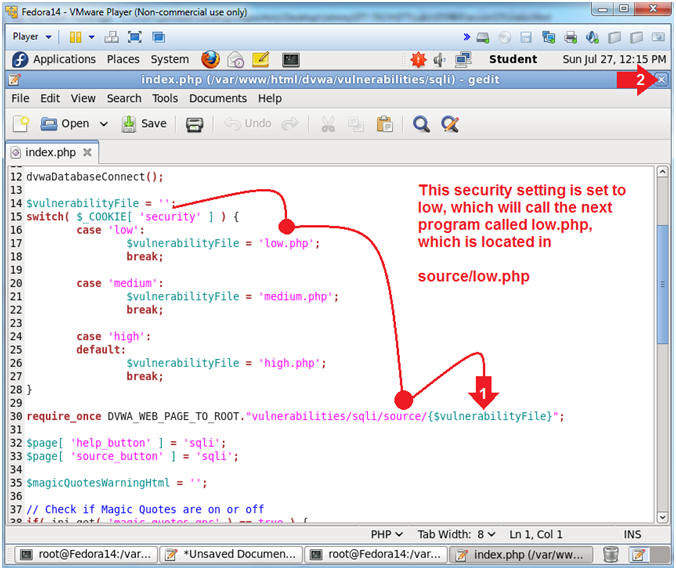 Fedora14 - VMware Player (Non-commercial use only)
Player
Applications Places System Student Sun Jul 27, 12:15 PM
index.php (/var/www/html/dvwa/vulnerabilities/sqli) - gedit
2
File Edit View Search Tools Documents Help
Open Save Undo
index.php
12 dvwaDatabaseConnect();
13
14 $vulnerabilityFile = '';
15 switch( $_COOKIE[ 'security' ] ) {
16 case 'low':
17 $vulnerabilityFile = 'low.php';
18 break;
19
20 case 'medium':
21 $vulnerabilityFile = 'medium.php';
22 break;
23
24 case 'high':
25 default:
26 $vulnerabilityFile = 'high.php';
27 break;
28 }
29
30 require_once DVWA_WEB_PAGE_TO_ROOT."vulnerabilities/sqli/source/{$vulnerabilityFile}";
31
32 $page[ 'help_button' ] = 'sqli';
33 $page[ 'source_button' ] = 'sqli';
34
35 $magicQuotesWarningHtml = '';
36
37 // Check if Magic Quotes are on or off
38 if( ini_get( 'magic_quotes_gpc' ) == true ) {
This security setting is set to
low, which will call the next
program called low.php,
which is located in
source/low.php
1
PHP Tab Width: 8 Ln 1, Col 1 INS
root@Fedora14:/var... *Unsaved Documen... root@Fedora14:/var... index.php (/var/ww...